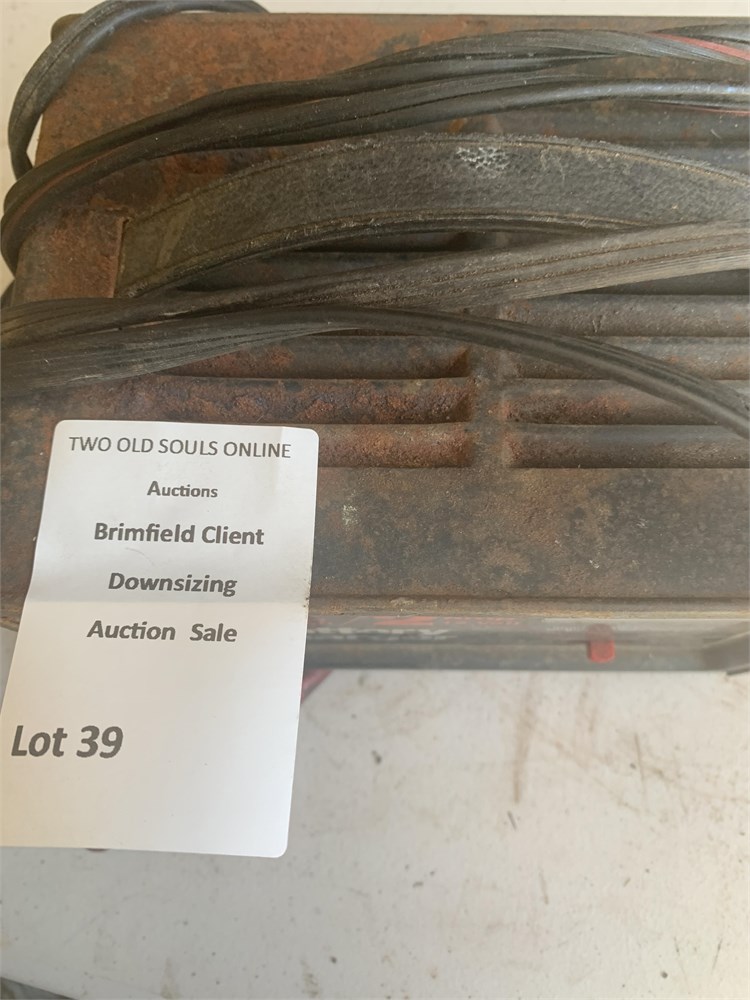 TWO OLD SOULS ONLINE
Auctions
Brimfield Client
Downsizing
Auction Sale
Lot 39